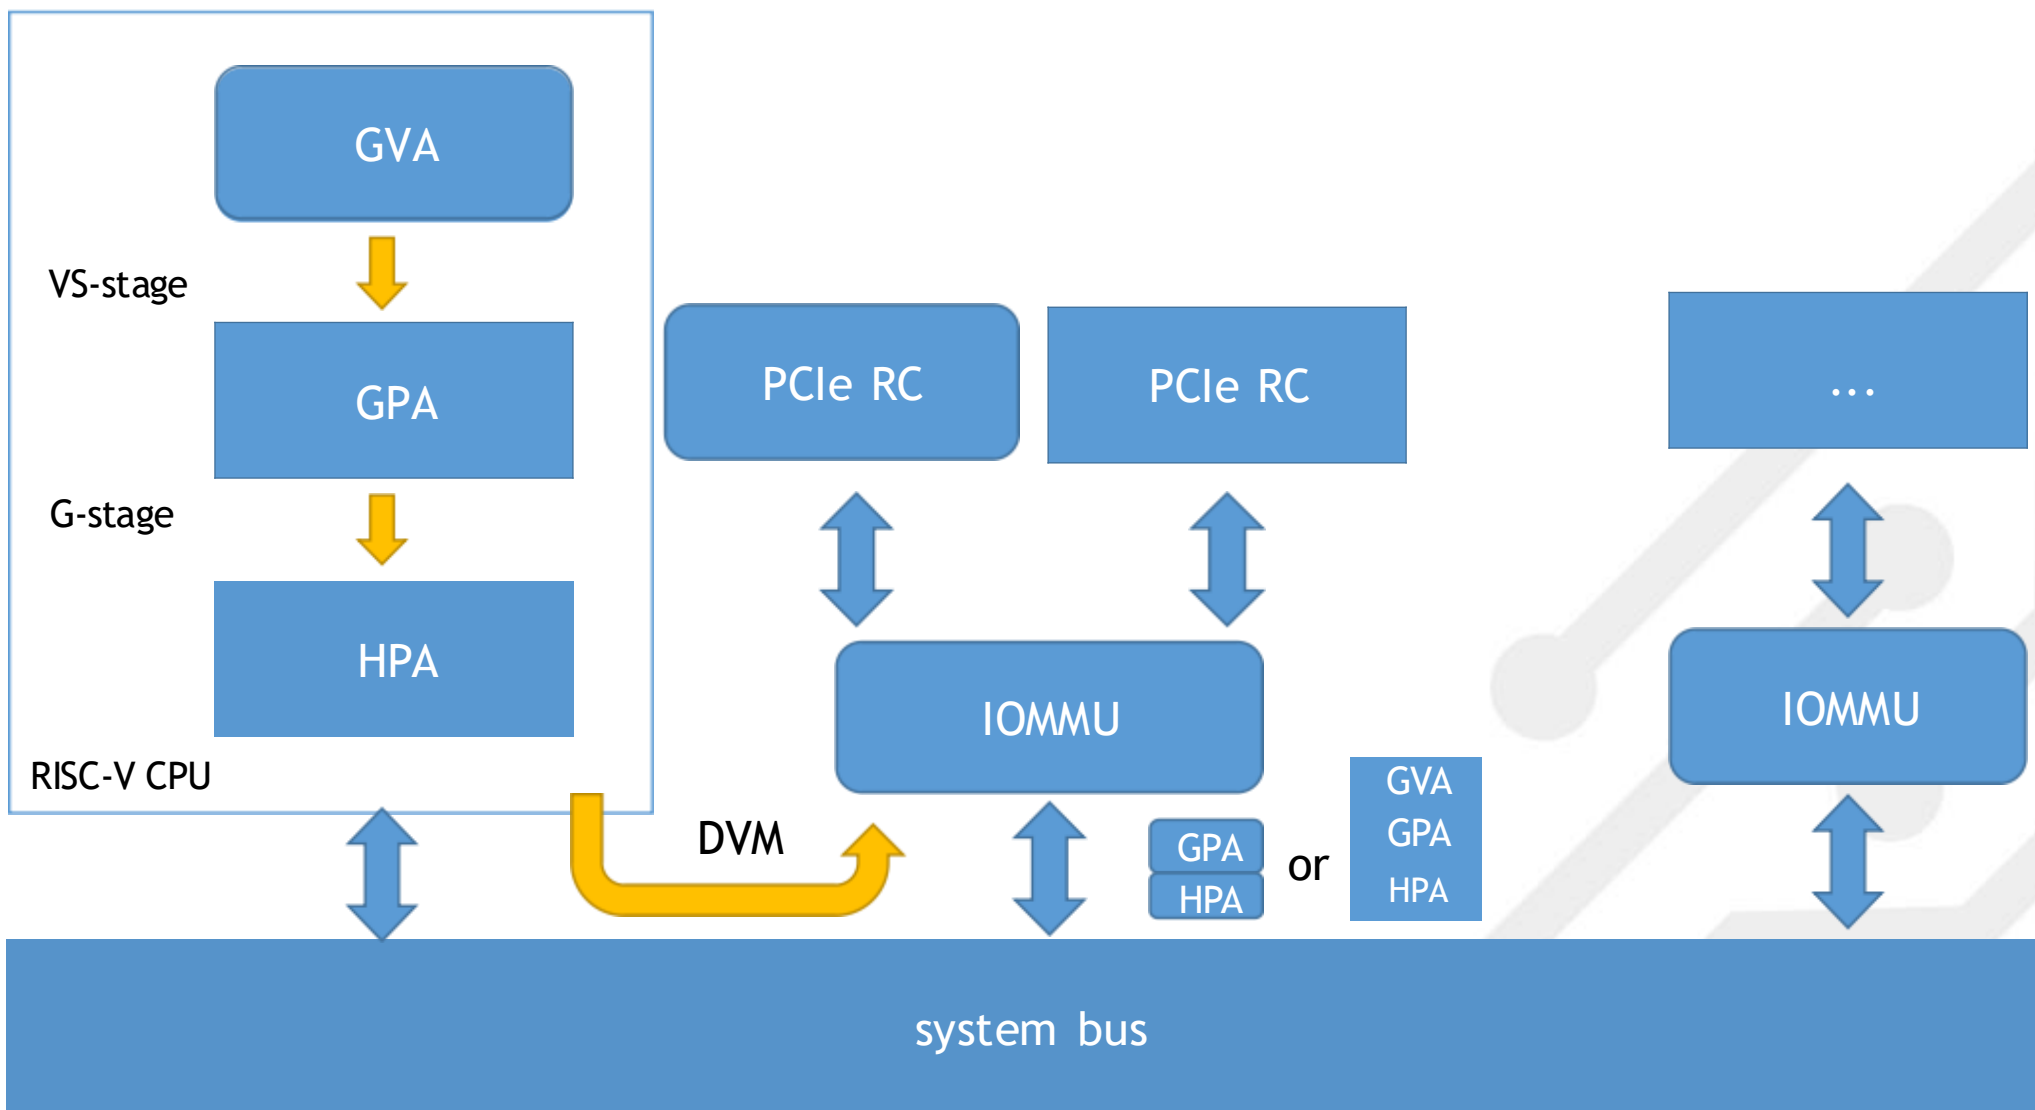 GVA
VS-stage
GPA
G-stage
HPA
RISC-V CPU
PCIe RC
PCIe RC
...
IOMMU
IOMMU
DVM
GPA
HPA
or
GVA
GPA
HPA
system bus